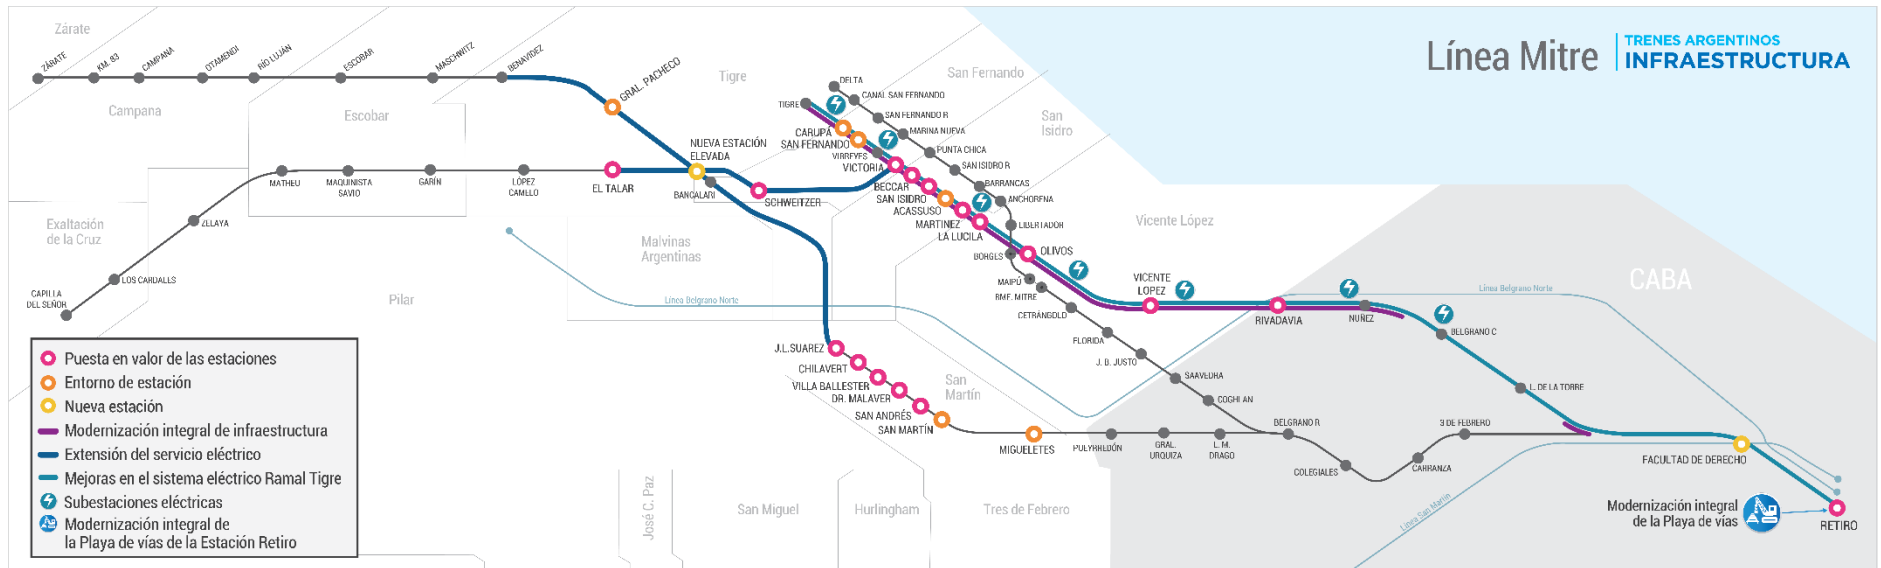 Línea Mitre
TRENES ARGENTINOS
INFRAESTRUCTURA
Zárate
ZÁRATE
KM. 83
CAMPANA
OTAMENDI
RÍO LUJÁN
ESCOBAR
MASCHWITZ
BENAVIDEZ
GRAL. PACHECO
Tigre
San Fernando
San
Isidro
Campana
Escobar
DELTA
CANAL SAN FERNANDO
SAN FERNANDO R
MARINA NUEVA
PUNTA CHICA
SAN ISIDRO R
BARRANCAS
ANCHORENA
LIBERTADOR
BORGES
MAIPÚ
BME. MITRE
CETRÁNGOLO
FLORIDA
J. B. JUSTO
SAAVEDRA
COGHLAN
TIGRE
CARUPÁ
SAN FERNANDO
VIRREYES
VICTORIA
BECCAR
SAN ISIDRO
ACASSUSO
MARTINEZ
LA LUCILA
OLIVOS
VICENTE
LOPEZ
RIVADAVIA
NUÑEZ
BELGRANO C
L. DE LA TORRE
3 DE FEBRERO
NUEVA ESTACIÓN
ELEVADA
BANCALARI
SCHWEITZER
EL TALAR
LÓPEZ
CAMILO
GARÍN
MAQUINISTA
SAVIO
MATHEU
ZELAYA
LOS CARDALES
CAPILLA
DEL SEÑOR
Exaltación
de la Cruz
Pilar
Malvinas
Argentinas
Vicente López
CABA
Línea Belgrano Norte
Línea Belgrano Norte
Línea San Martín
J.L.SUAREZ
CHILAVERT
VILLA BALLESTER
DR. MALAVER
SAN ANDRÉS
SAN MARTÍN
San
Martín
MIGUELETES
PUEYRREDÓN
GRAL.
URQUIZA
L. M.
DRAGO
BELGRANO R
COLEGIALES
CARRANZA
FACULTAD DE DERECHO
RETIRO
Modernización integral
de la Playa de vías
José C. Paz
San Miguel
Hurlingham
Tres de Febrero
Puesta en valor de las estaciones
Entorno de estación
Nueva estación
Modernización integral de infraestructura
Extensión del servicio eléctrico
Mejoras en el sistema eléctrico Ramal Tigre
Subestaciones eléctricas
Modernización integral de
la Playa de vías de la Estación Retiro